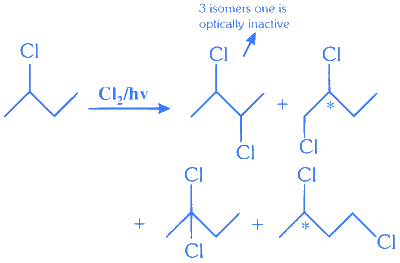 3 isomers one is
optically inactive
Cl
Cl₂/hν
Cl
Cl
+
Cl
*
Cl
+
Cl
Cl
+
Cl
*
Cl